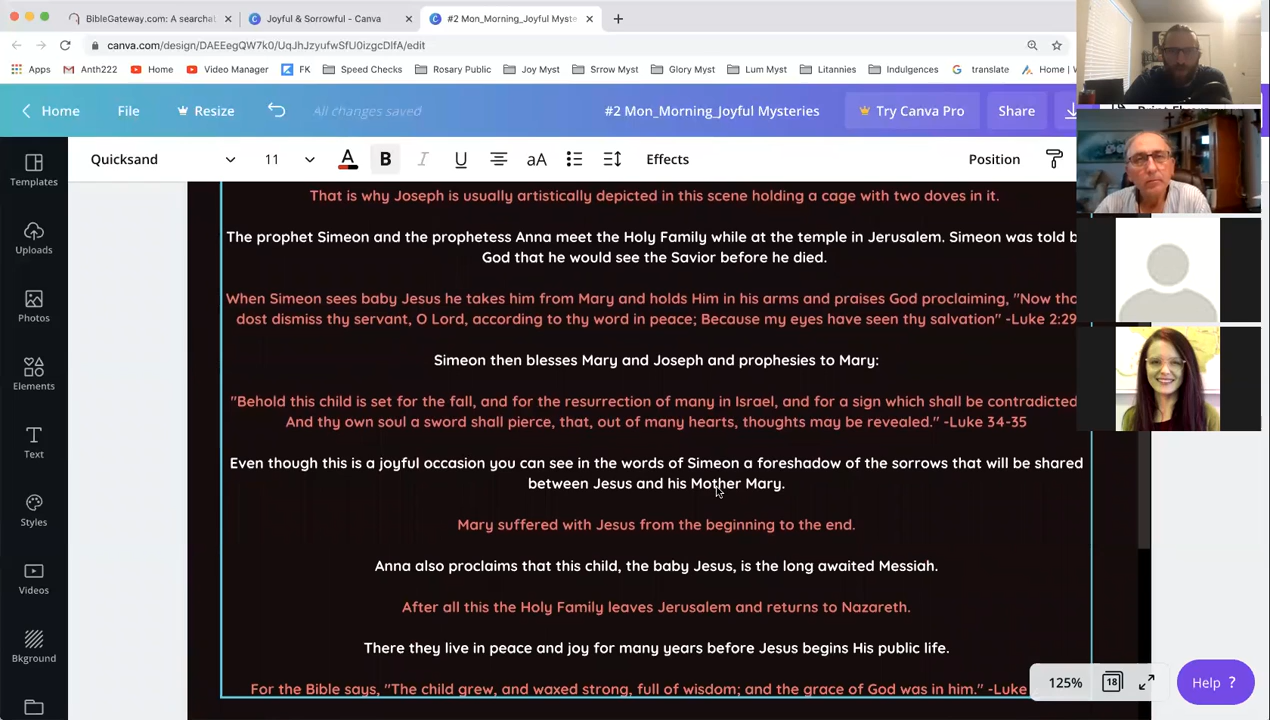 BibleGateway.com: A searchal
Joyful & Sorrowful - Canva
#2 Mon_Morning_Joyful Myste
canva.com/design/DAEEegQW7k0/UqJhJzyufwSfU0izgcDlfA/edit
Apps Anth222 Home Video Manager FK Speed Checks Rosary Public Joy Myst Srrow Myst Glory Myst Lum Myst Litannies Indulgences translate Home | W
Home File Resize All changes saved #2 Mon_Morning_Joyful Mysteries Try Canva Pro Share
Quicksand 11 A B I U aA Effects Position
Templates
Uploads
Photos
Elements
Text
Styles
Videos
Bkground
That is why Joseph is usually artistically depicted in this scene holding a cage with two doves in it.
The prophet Simeon and the prophetess Anna meet the Holy Family while at the temple in Jerusalem. Simeon was told b
God that he would see the Savior before he died.
When Simeon sees baby Jesus he takes him from Mary and holds Him in his arms and praises God proclaiming, "Now tho
dost dismiss thy servant, O Lord, according to thy word in peace; Because my eyes have seen thy salvation" -Luke 2:29
Simeon then blesses Mary and Joseph and prophesies to Mary:
"Behold this child is set for the fall, and for the resurrection of many in Israel, and for a sign which shall be contradicted
And thy own soul a sword shall pierce, that, out of many hearts, thoughts may be revealed." -Luke 34-35
Even though this is a joyful occasion you can see in the words of Simeon a foreshadow of the sorrows that will be shared
between Jesus and his Mother Mary.
Mary suffered with Jesus from the beginning to the end.
Anna also proclaims that this child, the baby Jesus, is the long awaited Messiah.
After all this the Holy Family leaves Jerusalem and returns to Nazareth.
There they live in peace and joy for many years before Jesus begins His public life.
For the Bible says, "The child grew, and waxed strong, full of wisdom; and the grace of God was in him." -Luke
125% 18 Help ?